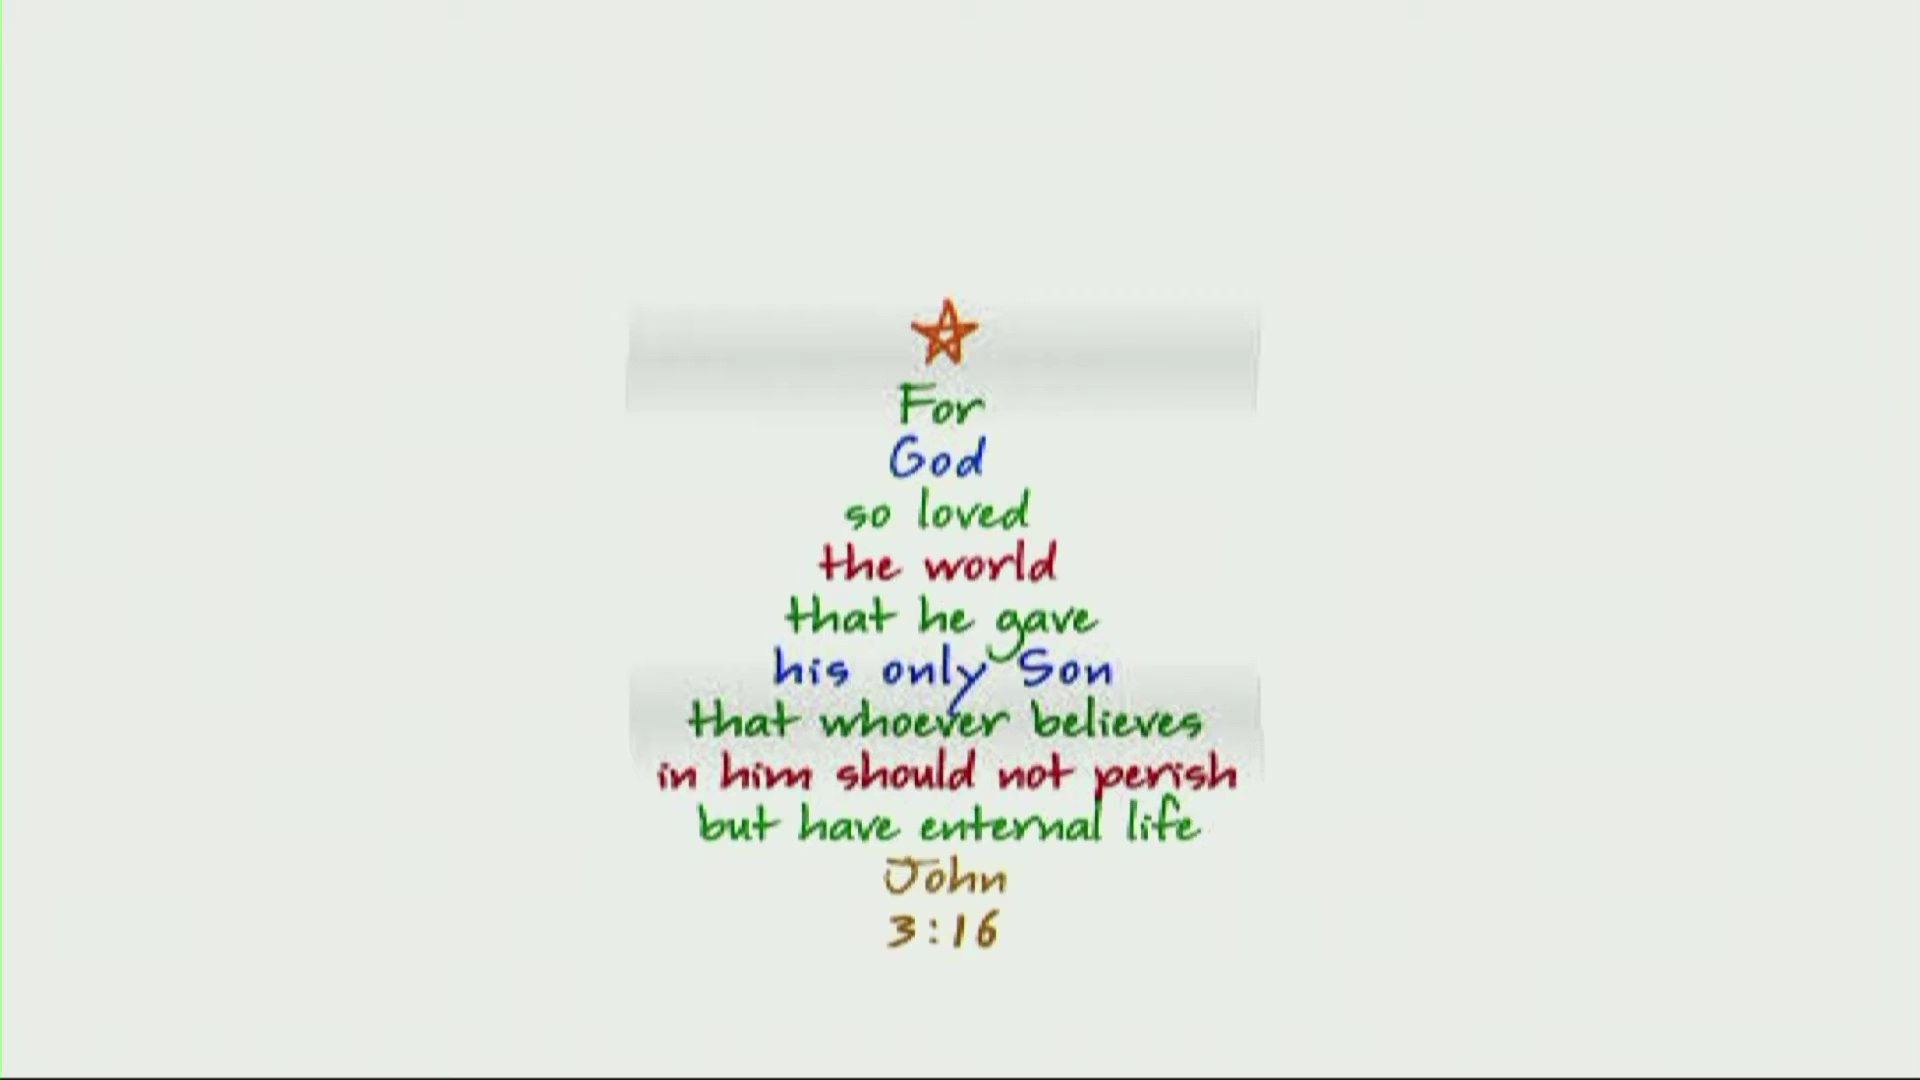 For
God
so loved
the world
that he gave
his only Son
that whoever believes
in him should not perish
but have enternal life
John
3:16